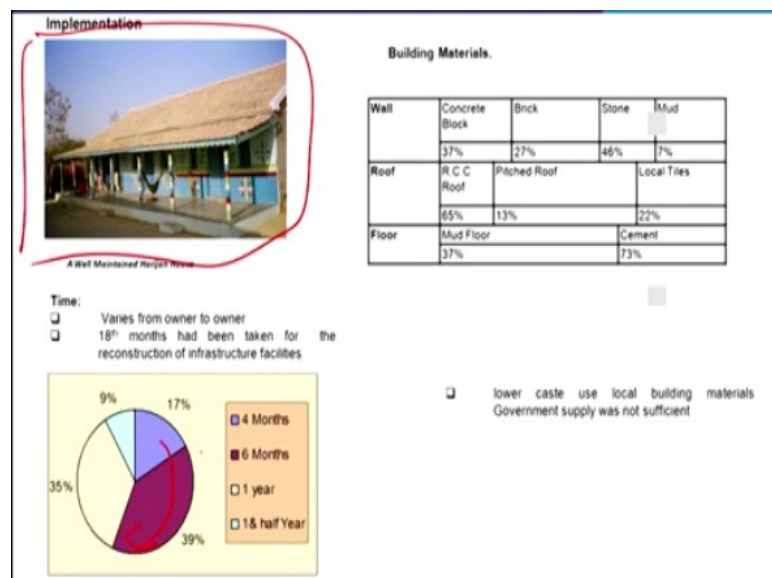 Implementation
A Well Maintained Harijan House
Time:
❑ Varies from owner to owner
❑ 18th months had been taken for the
reconstruction of infrastructure facilities
9%
17%
35%
39%
4 Months
6 Months
1 year
1& half Year
Building Materials.
Wall Concrete Brick Stone Mud
Block
37% 27% 46% 7%
Roof R.C.C Pitched Roof Local Tiles
Roof
65% 13% 22%
Floor Mud Floor Cement
37% 73%
❑ lower caste use local building materials
Government supply was not sufficient